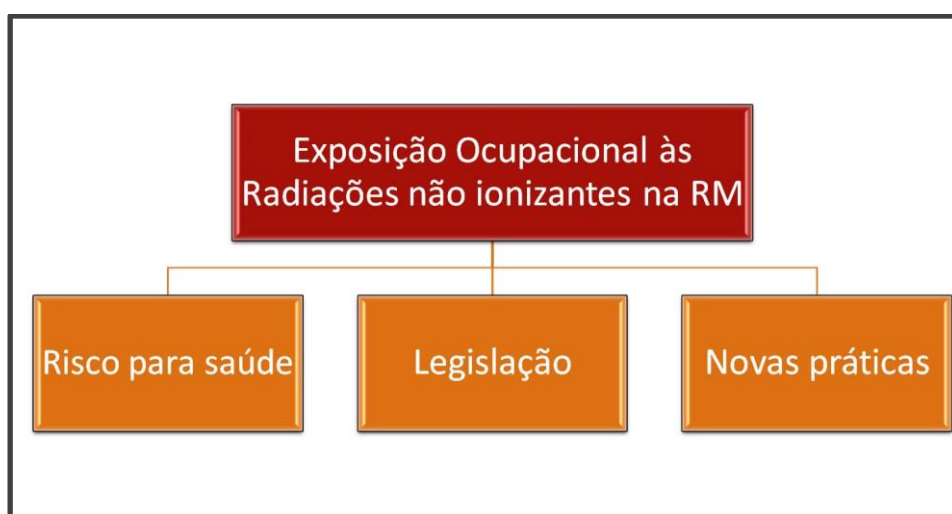 Exposição Ocupacional às
Radiações não ionizantes na RM
Risco para saúde
Legislação
Novas práticas